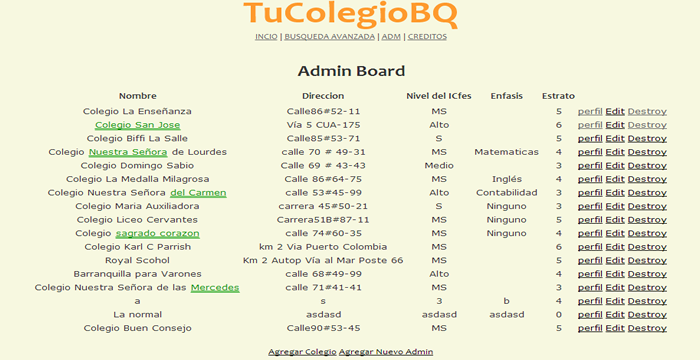 TuColegioBQ
INCIO | BUSQUEDA AVANZADA | ADM | CREDITOS
Admin Board
Nombre Direccion Nivel del ICfes Enfasis Estrato
Colegio La Enseñanza Calle86#52-11 MS 5 perfil Edit Destroy
Colegio San Jose Vía 5 CUA-175 Alto 6 perfil Edit Destroy
Colegio Biffi La Salle Calle85#53-71 S 5 perfil Edit Destroy
Colegio Nuestra Señora de Lourdes calle 70 # 49-31 MS Matematicas 4 perfil Edit Destroy
Colegio Domingo Sabio Calle 69 # 43-43 Medio 3 perfil Edit Destroy
Colegio La Medalla Milagrosa Calle 86#64-75 MS Inglés 4 perfil Edit Destroy
Colegio Nuestra Señora del Carmen calle 53#45-99 Alto Contabilidad 3 perfil Edit Destroy
Colegio Maria Auxiliadora carrera 45#50-21 S Ninguno 3 perfil Edit Destroy
Colegio Liceo Cervantes Carrera51B#87-11 MS Ninguno 5 perfil Edit Destroy
Colegio sagrado corazon calle 74#60-35 MS Ninguno 4 perfil Edit Destroy
Colegio Karl C Parrish km 2 Via Puerto Colombia MS 6 perfil Edit Destroy
Royal Scohol Km 2 Autop Vía al Mar Poste 66 MS 5 perfil Edit Destroy
Barranquilla para Varones calle 68#49-99 Alto 4 perfil Edit Destroy
Colegio Nuestra Señora de las Mercedes calle 71#41-41 MS 3 perfil Edit Destroy
a s 3 b 4 perfil Edit Destroy
La normal asdasd asdasd asdasd 0 perfil Edit Destroy
Colegio Buen Consejo Calle90#53-45 MS 5 perfil Edit Destroy
Agregar Colegio Agregar Nuevo Admin